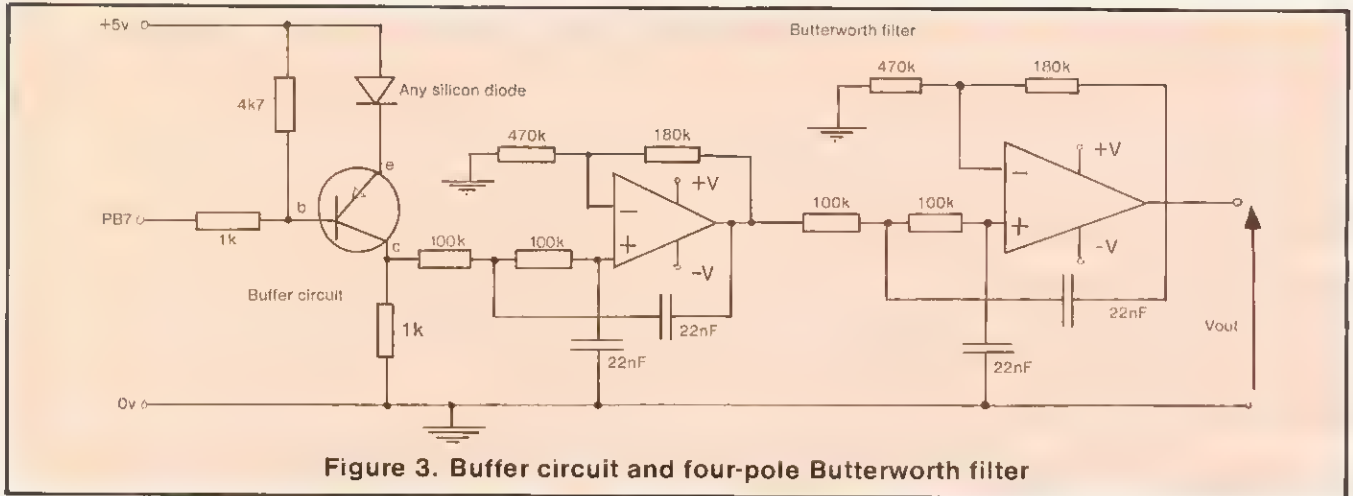 +5v
Butterworth filter
4k7
Any silicon diode
470k
180k
470k
180k
e
+V
+V
b
PB7
1k
c
100k
100k
100k
100k
-V
-V
Buffer circuit
1k
22nF
22nF
22nF
22nF
Vout
0v
Figure 3. Buffer circuit and four-pole Butterworth filter